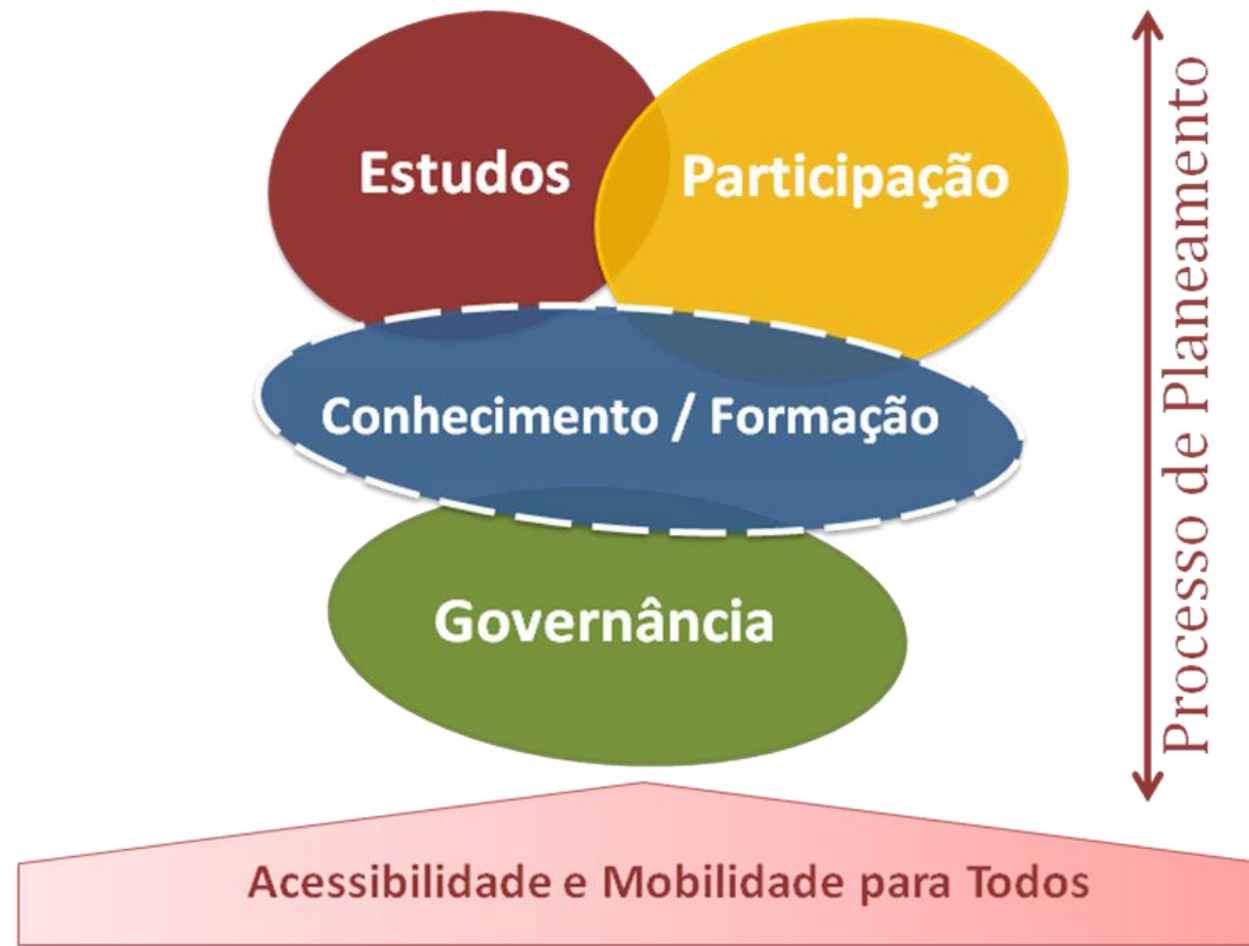 Estudos
Participação
Conhecimento / Formação
Governância
Acessibilidade e Mobilidade para Todos
Processo de Planeamento